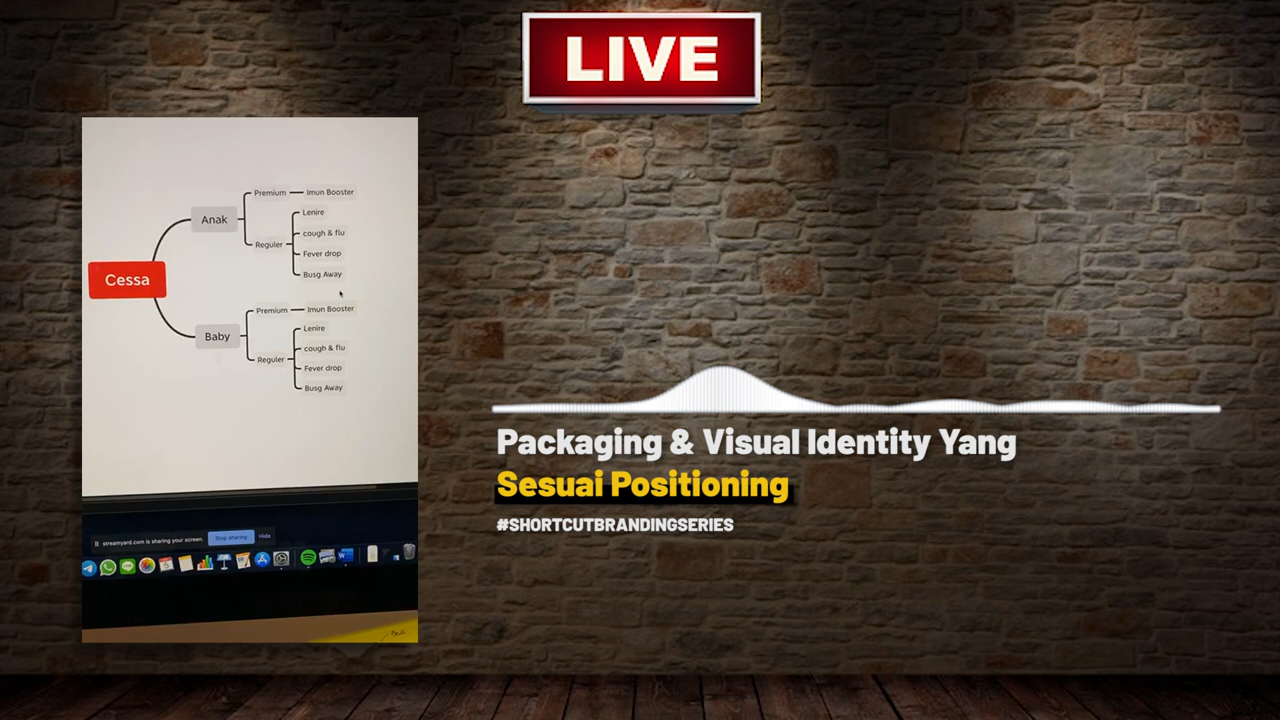 LIVE
Cessa
Anak
Premium
Imun Booster
Reguler
Lenire
cough & flu
Fever drop
Busg Away
Baby
Premium
Imun Booster
Reguler
Lenire
cough & flu
Fever drop
Busg Away
streamyard.com is sharing your screen.
Stop sharing
Hide
Packaging & Visual Identity Yang
Sesuai Positioning
#SHORTCUTBRANDINGSERIES